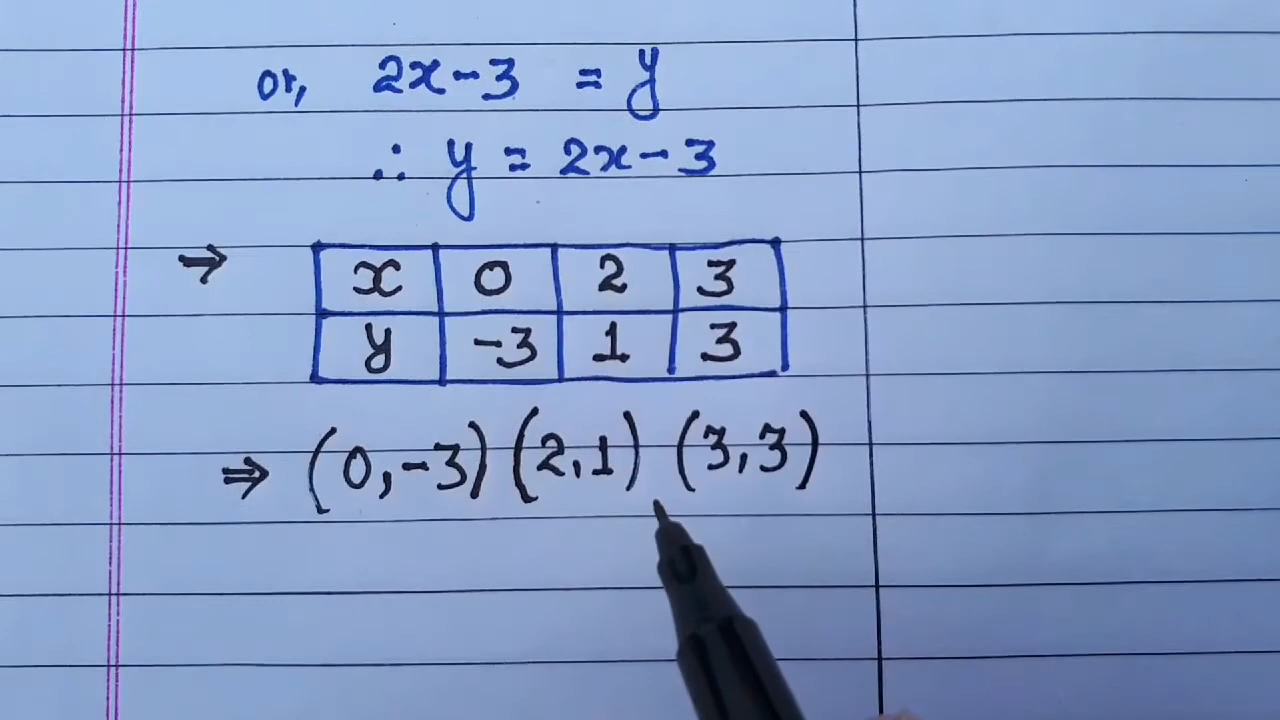 or, 2x-3 = y
∴ y = 2x-3
⇒ x 0 2 3
y -3 1 3
⇒ (0,-3) (2,1) (3,3)